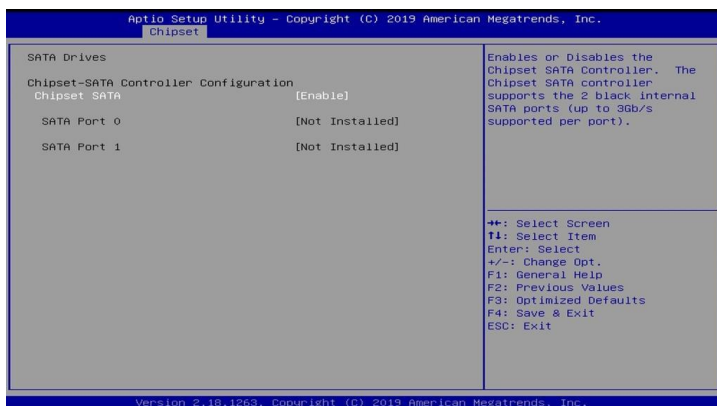 Aptio Setup Utility – Copyright (C) 2019 American Megatrends, Inc.
Chipset
SATA Drives
Chipset-SATA Controller Configuration
Chipset SATA [Enable]
SATA Port 0 [Not Installed]
SATA Port 1 [Not Installed]
Enables or Disables the
Chipset SATA Controller. The
Chipset SATA controller
supports the 2 black internal
SATA ports (up to 3Gb/s
supported per port).
→←: Select Screen
↑↓: Select Item
Enter: Select
+/-: Change Opt.
F1: General Help
F2: Previous Values
F3: Optimized Defaults
F4: Save & Exit
ESC: Exit
Version 2.18.1263. Copyright (C) 2019 American Megatrends, Inc.